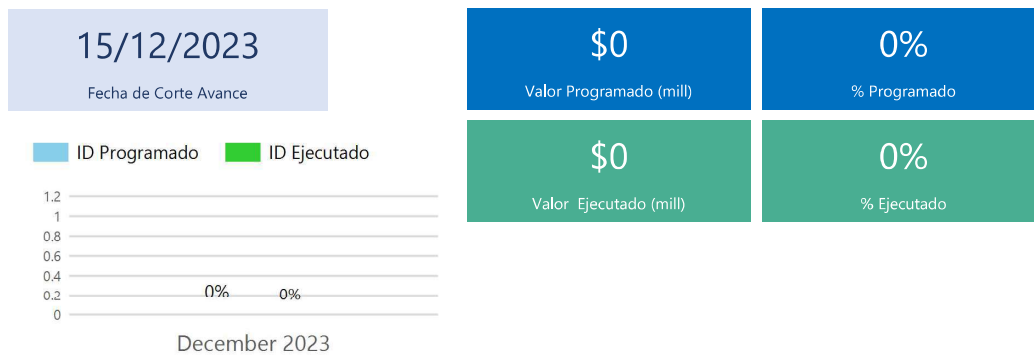 15/12/2023
Fecha de Corte Avance
$0
Valor Programado (mill)
0%
% Programado
$0
Valor Ejecutado (mill)
0%
% Ejecutado
ID Programado
ID Ejecutado
1.2
1
0.8
0.6
0.4
0.2
0
0%
0%
December 2023